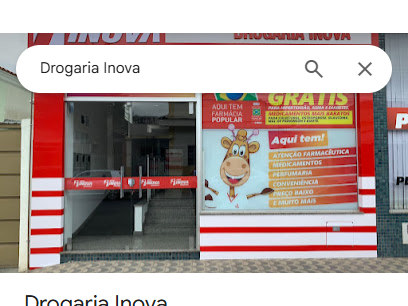 INOVA
DROGARIA INOVA
Drogaria Inova
AQUI TEM
FARMÁCIA
POPULAR
GRÁTIS
MEDICAMENTOS MAIS BARATOS
Aqui tem!
ATENÇÃO FARMACÊUTICA
MEDICAMENTOS
PERFUMARIA
CONVENIÊNCIA
PREÇO BAIXO
E MUITO MAIS
Drogaria Inova